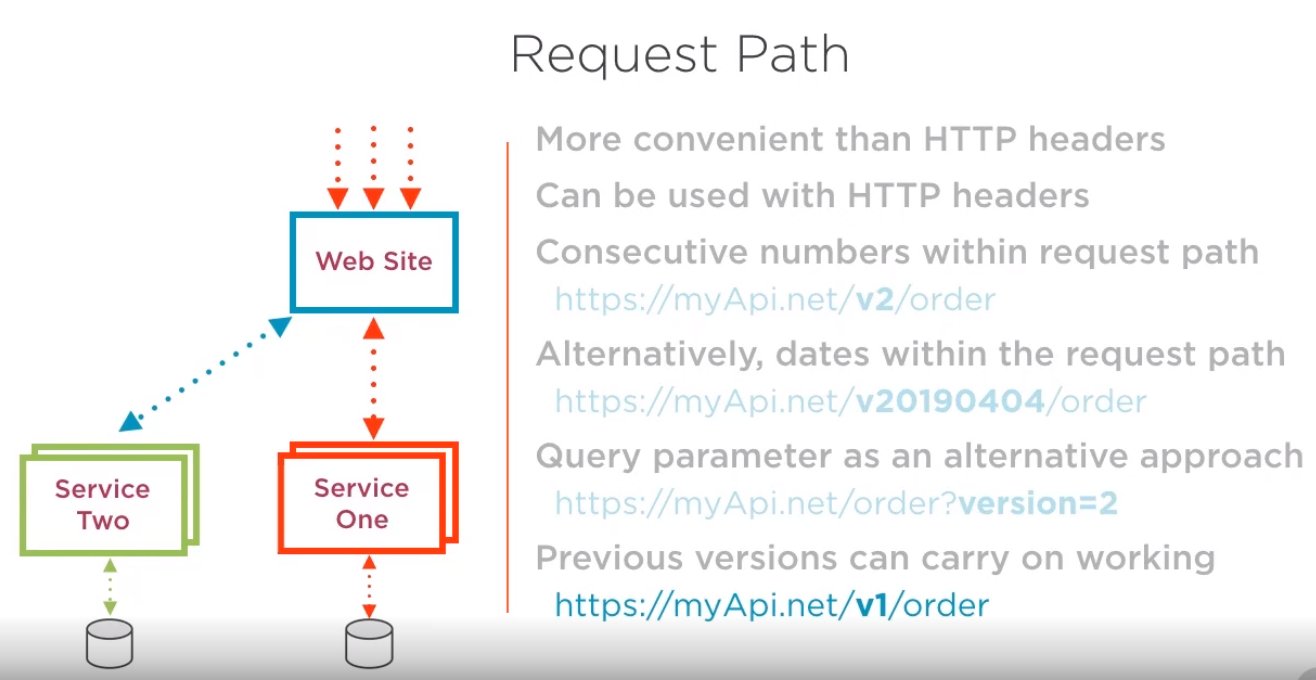 Request Path
More convenient than HTTP headers
Can be used with HTTP headers
Consecutive numbers within request path
https://myApi.net/v2/order
Alternatively, dates within the request path
https://myApi.net/v20190404/order
Query parameter as an alternative approach
https://myApi.net/order?version=2
Previous versions can carry on working
https://myApi.net/v1/order
Web Site
Service
Two
Service
One